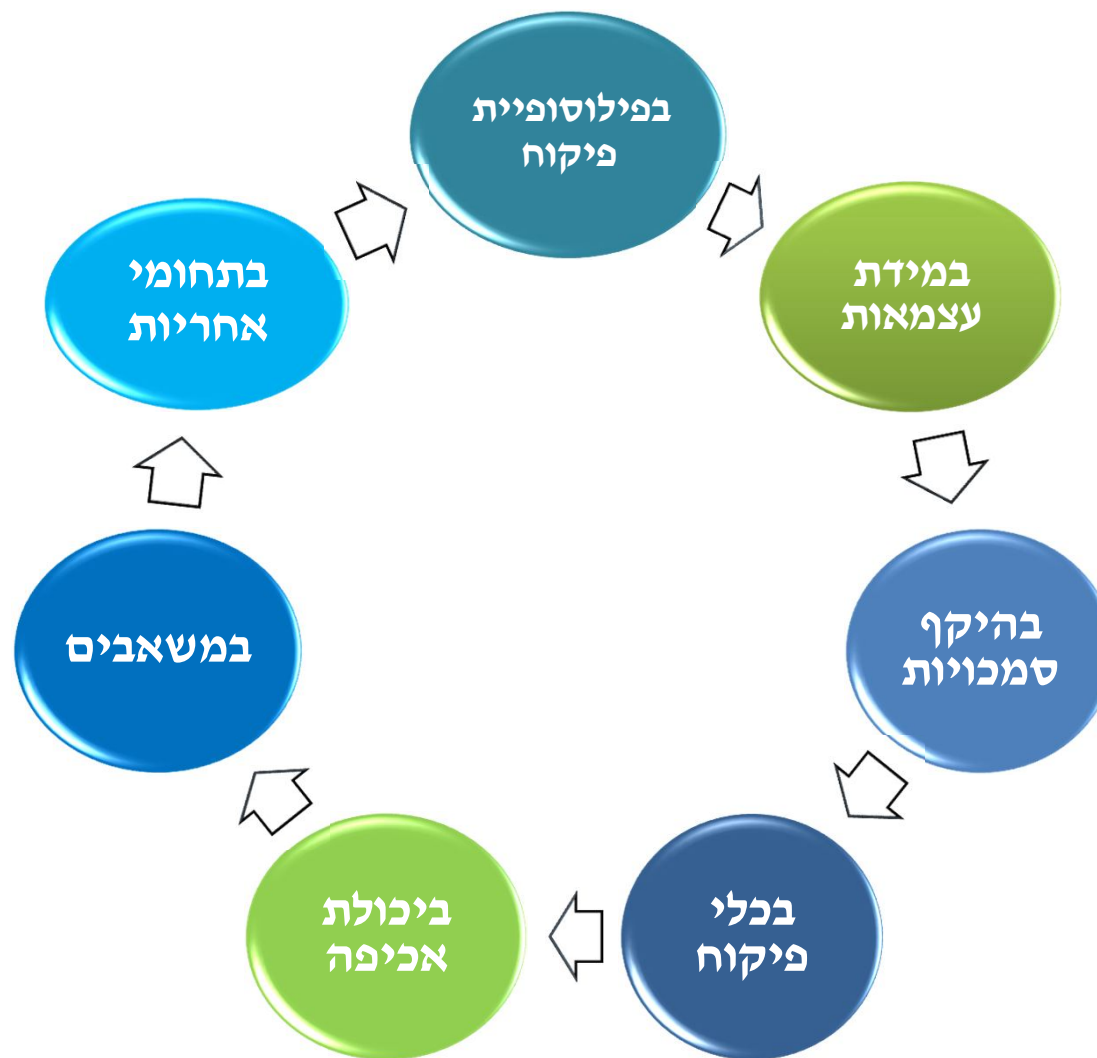 בפילוסופיית
פיקוח
במידת
עצמאות
בהיקף
סמכויות
בכלי
פיקוח
ביכולת
אכיפה
במשאבים
בתחומי
אחריות